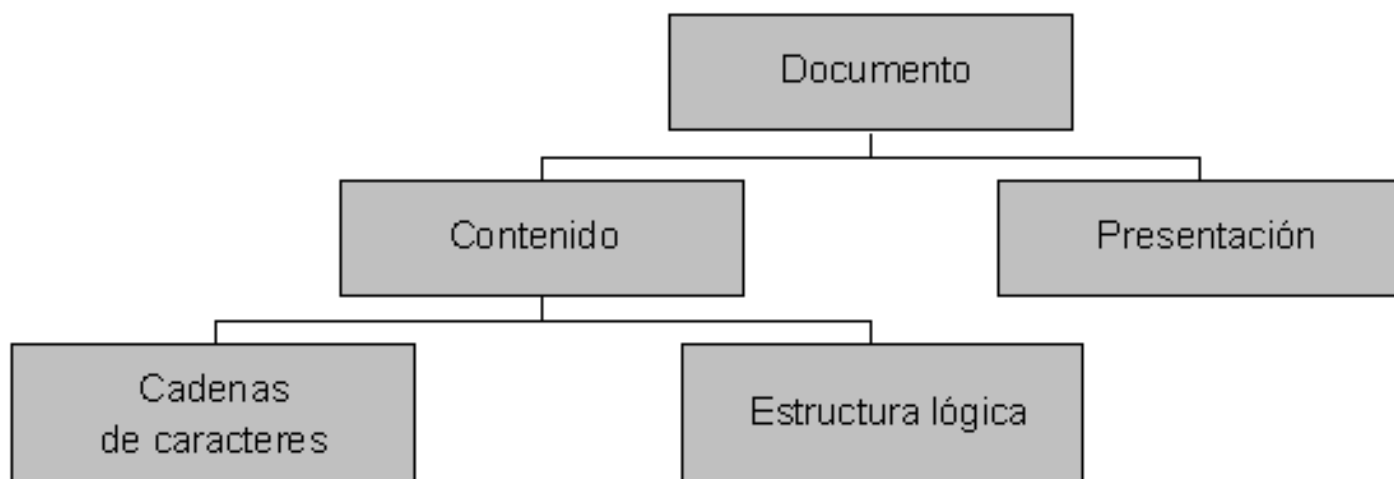 Documento
Contenido
Presentación
Cadenas
de caracteres
Estructura lógica